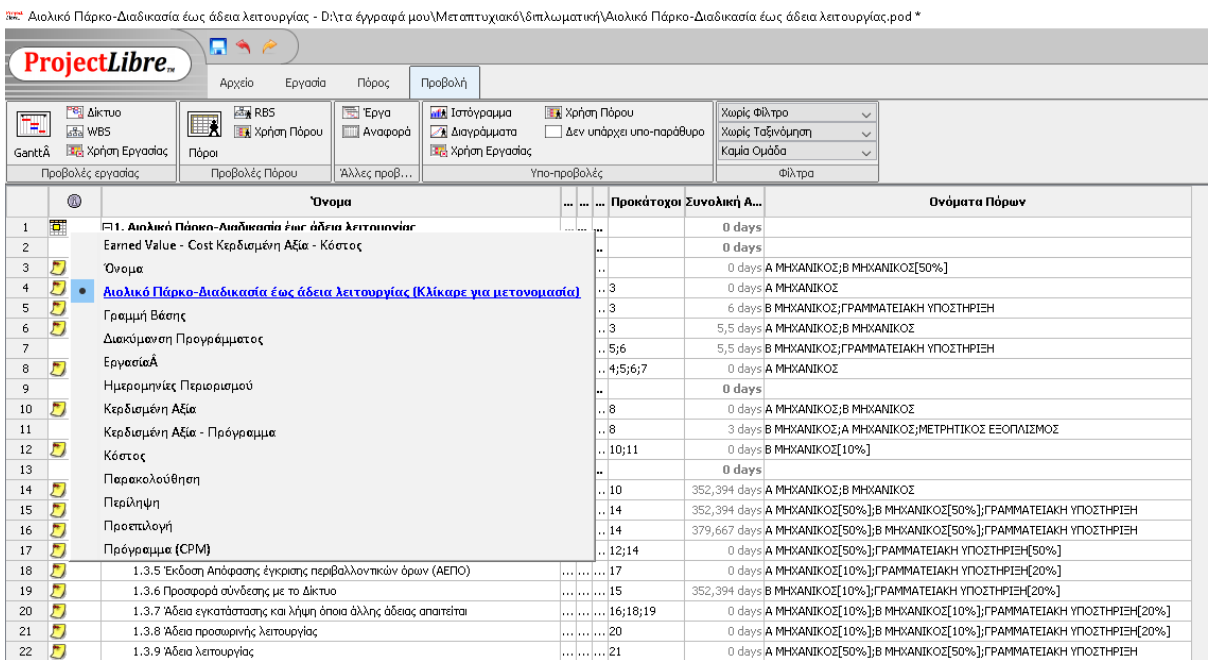 Αιολικό Πάρκο-Διαδικασία έως άδεια λειτουργίας - D:\τα έγγραφά μου\Μεταπτυχιακό\διπλωματική\Αιολικό Πάρκο-Διαδικασία έως άδεια λειτουργίας.pod *
ProjectLibre™
Αρχείο Εργασία Πόρος Προβολή
GanttÂ Δίκτυο WBS Χρήση Εργασίας
Πόροι RBS Χρήση Πόρου
Έργα Αναφορά
Ιστόγραμμα Διαγράμματα Χρήση Εργασίας Χρήση Πόρου Δεν υπάρχει υπο-παράθυρο
Χωρίς Φίλτρο
Χωρίς Ταξινόμηση
Καμία Ομάδα
Προβολές εργασίας Προβολές Πόρου Άλλες προβ... Υπο-προβολές Φίλτρα
Όνομα ... ... ... Προκάτοχοι Συνολική Α... Ονόματα Πόρων
1 1. Αιολικό Πάρκο-Διαδικασία έως άδεια λειτουργίας ... ... ... 0 days
2 .. 0 days
3 .. 0 days Α ΜΗΧΑΝΙΚΟΣ;Β ΜΗΧΑΝΙΚΟΣ[50%]
4 .. 3 0 days Α ΜΗΧΑΝΙΚΟΣ
5 .. 3 6 days Β ΜΗΧΑΝΙΚΟΣ;ΓΡΑΜΜΑΤΕΙΑΚΗ ΥΠΟΣΤΗΡΙΞΗ
6 .. 3 5,5 days Α ΜΗΧΑΝΙΚΟΣ;Β ΜΗΧΑΝΙΚΟΣ
7 .. 5;6 5,5 days Β ΜΗΧΑΝΙΚΟΣ;ΓΡΑΜΜΑΤΕΙΑΚΗ ΥΠΟΣΤΗΡΙΞΗ
8 .. 4;5;6;7 0 days Α ΜΗΧΑΝΙΚΟΣ
9 .. 0 days
10 .. 8 0 days Α ΜΗΧΑΝΙΚΟΣ;Β ΜΗΧΑΝΙΚΟΣ
11 .. 8 3 days Β ΜΗΧΑΝΙΚΟΣ;Α ΜΗΧΑΝΙΚΟΣ;ΜΕΤΡΗΤΙΚΟΣ ΕΞΟΠΛΙΣΜΟΣ
12 .. 10;11 0 days Β ΜΗΧΑΝΙΚΟΣ[10%]
13 .. 0 days
14 .. 10 352,394 days Α ΜΗΧΑΝΙΚΟΣ;Β ΜΗΧΑΝΙΚΟΣ
15 .. 14 352,394 days Α ΜΗΧΑΝΙΚΟΣ[50%];Β ΜΗΧΑΝΙΚΟΣ[50%];ΓΡΑΜΜΑΤΕΙΑΚΗ ΥΠΟΣΤΗΡΙΞΗ
16 .. 14 379,667 days Α ΜΗΧΑΝΙΚΟΣ[50%];Β ΜΗΧΑΝΙΚΟΣ[50%];ΓΡΑΜΜΑΤΕΙΑΚΗ ΥΠΟΣΤΗΡΙΞΗ
17 .. 12;14 0 days Α ΜΗΧΑΝΙΚΟΣ[50%];ΓΡΑΜΜΑΤΕΙΑΚΗ ΥΠΟΣΤΗΡΙΞΗ[50%]
18 1.3.5 Έκδοση Απόφασης έγκρισης περιβαλλοντικών όρων (ΑΕΠΟ) ... ... ... 17 0 days Α ΜΗΧΑΝΙΚΟΣ[10%];ΓΡΑΜΜΑΤΕΙΑΚΗ ΥΠΟΣΤΗΡΙΞΗ[20%]
19 1.3.6 Προσφορά σύνδεσης με το Δίκτυο ... ... ... 15 352,394 days Β ΜΗΧΑΝΙΚΟΣ[10%];ΓΡΑΜΜΑΤΕΙΑΚΗ ΥΠΟΣΤΗΡΙΞΗ[20%]
20 1.3.7 Άδεια εγκατάστασης και λήψη όποια άλλης άδειας απαιτείται ... ... ... 16;18;19 0 days Α ΜΗΧΑΝΙΚΟΣ[10%];Β ΜΗΧΑΝΙΚΟΣ[10%];ΓΡΑΜΜΑΤΕΙΑΚΗ ΥΠΟΣΤΗΡΙΞΗ[20%]
21 1.3.8 Άδεια προσωρινής λειτουργίας ... ... ... 20 0 days Α ΜΗΧΑΝΙΚΟΣ[10%];Β ΜΗΧΑΝΙΚΟΣ[10%];ΓΡΑΜΜΑΤΕΙΑΚΗ ΥΠΟΣΤΗΡΙΞΗ[20%]
22 1.3.9 Άδεια λειτουργίας ... ... ... 21 0 days Α ΜΗΧΑΝΙΚΟΣ[50%];Β ΜΗΧΑΝΙΚΟΣ[50%];ΓΡΑΜΜΑΤΕΙΑΚΗ ΥΠΟΣΤΗΡΙΞΗ
Earned Value - Cost Κερδισμένη Αξία - Κόστος
Όνομα
Αιολικό Πάρκο-Διαδικασία έως άδεια λειτουργίας (Κλίκαρε για μετονομασία)
Γραμμή Βάσης
Διακύμανση Προγράμματος
ΕργασίαÂ
Ημερομηνίες Περιορισμού
Κερδισμένη Αξία
Κερδισμένη Αξία - Πρόγραμμα
Κόστος
Παρακολούθηση
Περίληψη
Προεπιλογή
Πρόγραμμα (CPM)